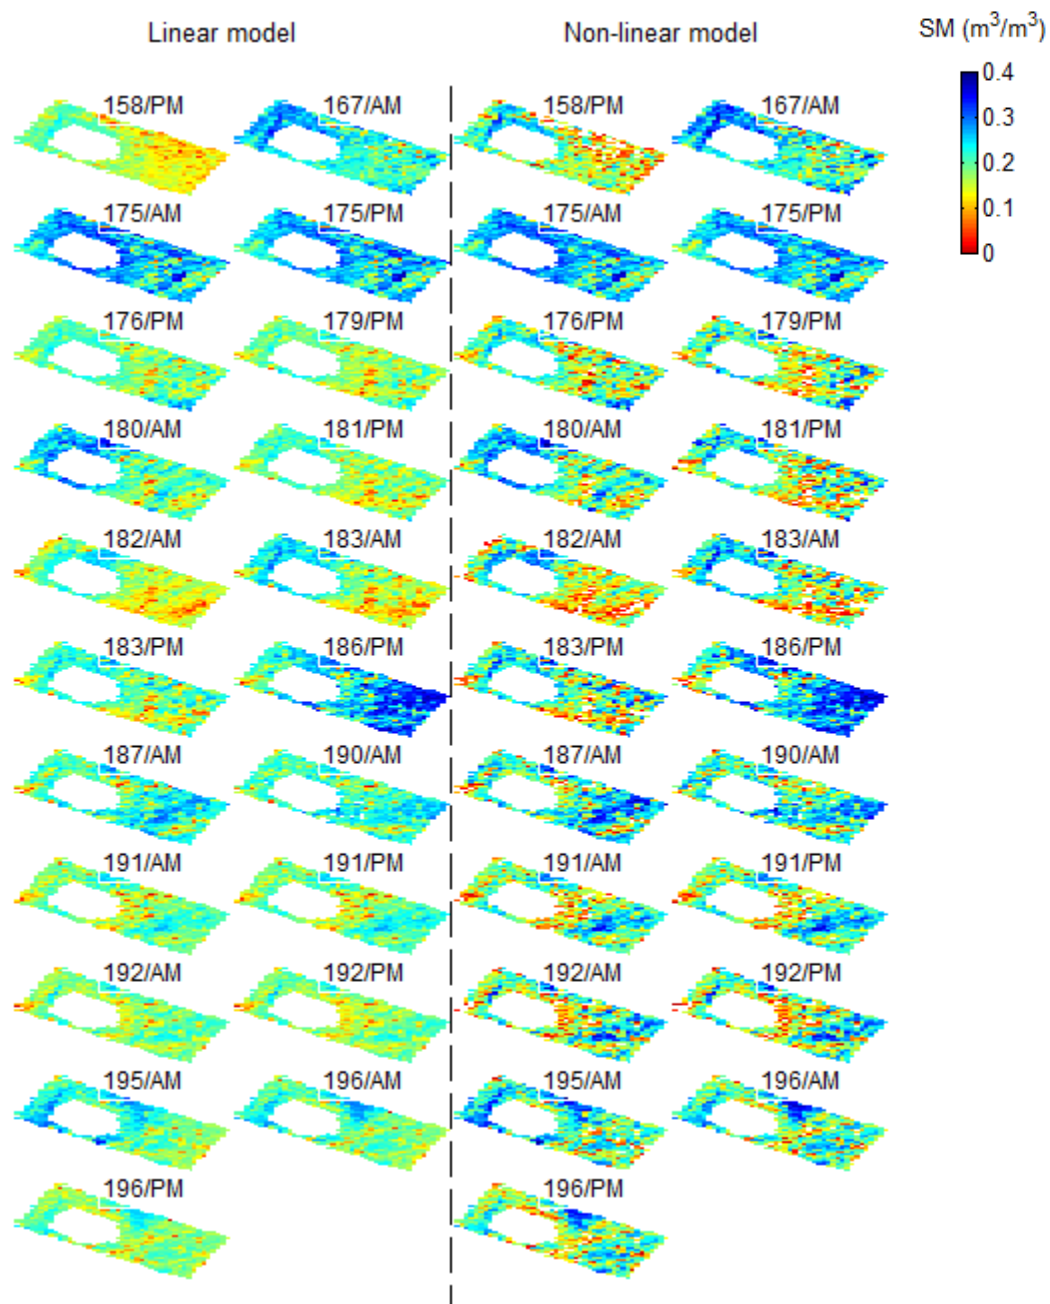 Linear model Non-linear model SM (m³/m³)
0.4
158/PM 167/AM 158/PM 167/AM
0.3
0.2
175/AM 175/PM 175/AM 175/PM
0.1
0
176/PM 179/PM 176/PM 179/PM
180/AM 181/PM 180/AM 181/PM
182/AM 183/AM 182/AM 183/AM
183/PM 186/PM 183/PM 186/PM
187/AM 190/AM 187/AM 190/AM
191/AM 191/PM 191/AM 191/PM
192/AM 192/PM 192/AM 192/PM
195/AM 196/AM 195/AM 196/AM
196/PM 196/PM